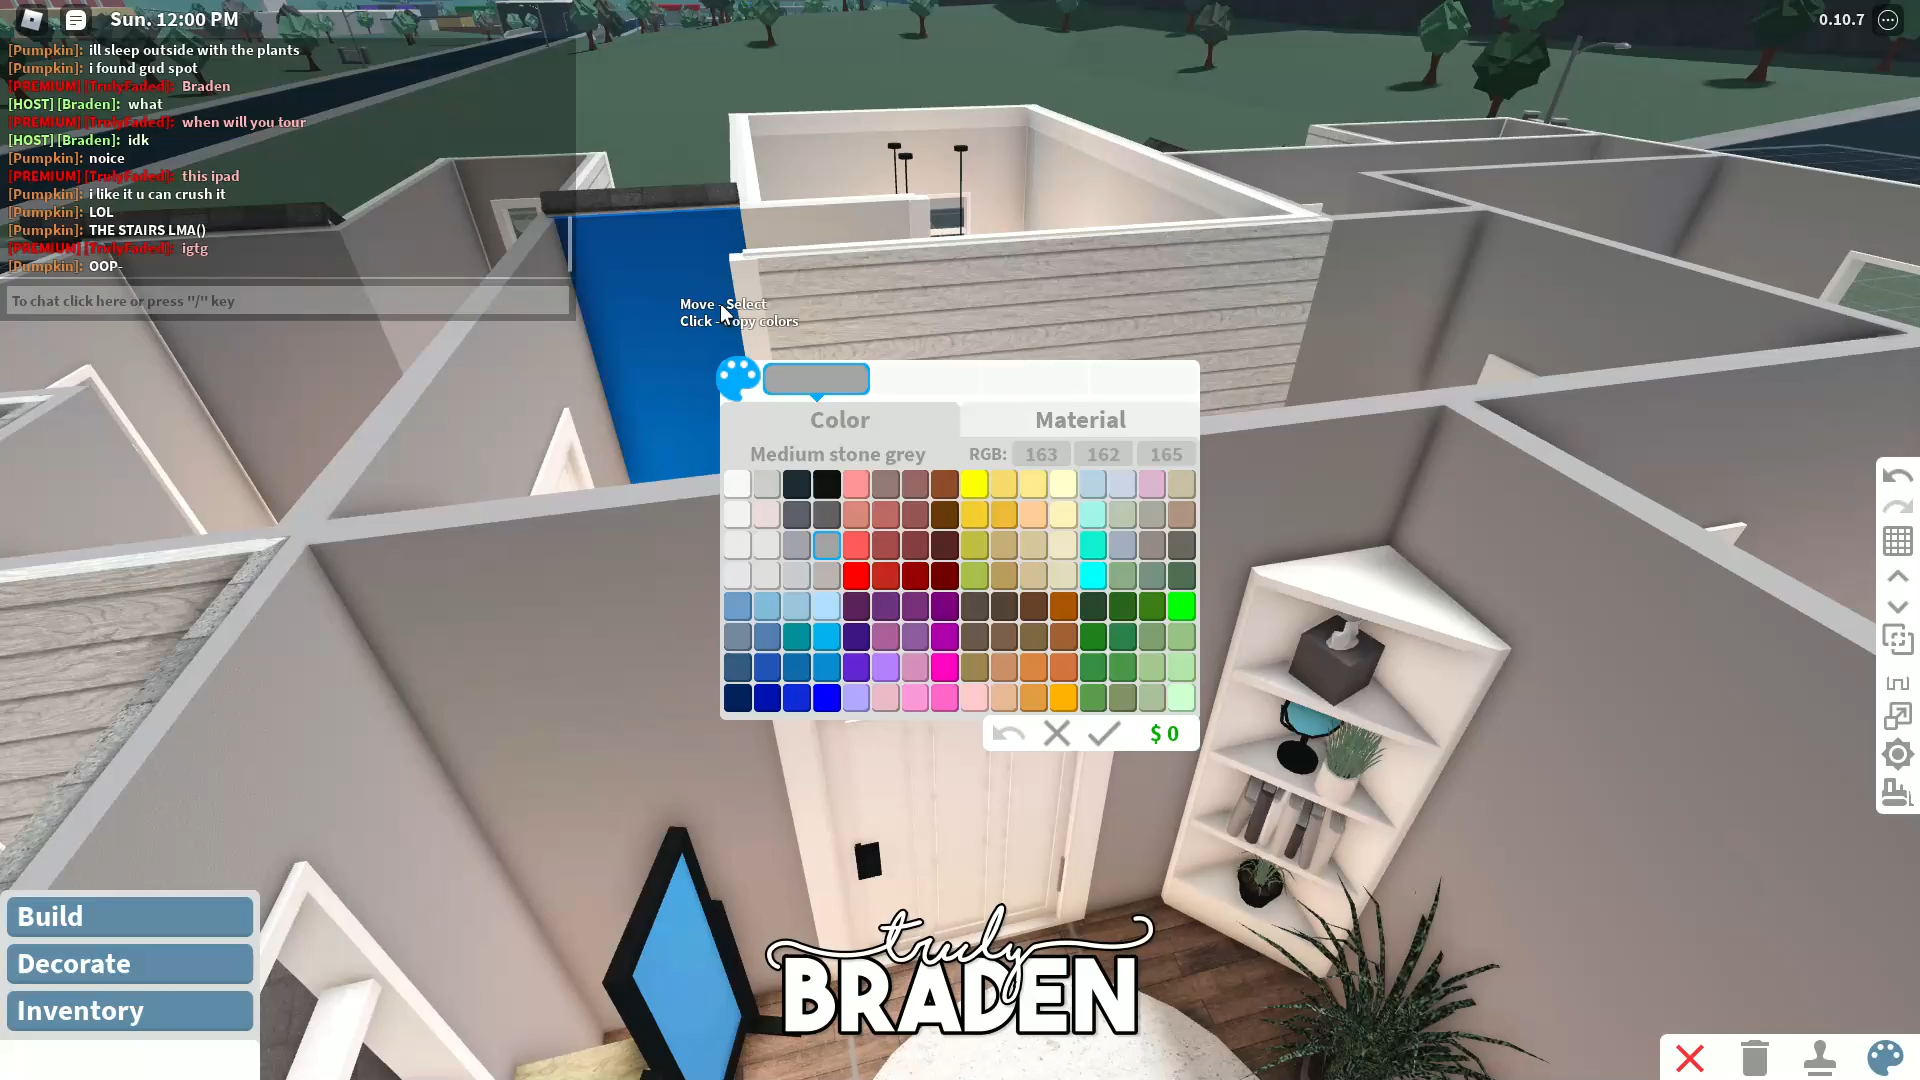 Sun. 12:00 PM
0.10.7
[Pumpkin]: ill sleep outside with the plants
[Pumpkin]: i found gud spot
[PREMIUM] [TrulyFaded]: Braden
[HOST] [Braden]: what
[PREMIUM] [TrulyFaded]: when will you tour
[HOST] [Braden]: idk
[Pumpkin]: noice
[PREMIUM] [TrulyFaded]: this ipad
[Pumpkin]: i like it u can crush it
[Pumpkin]: LOL
[Pumpkin]: THE STAIRS LMA()
[PREMIUM] [TrulyFaded]: igtg
[Pumpkin]: OOP-
To chat click here or press "/" key
Move - Select
Click - Copy colors
Color
Material
Medium stone grey
RGB: 163 162 165
$ 0
Build
Decorate
Inventory
truly
BRADEN